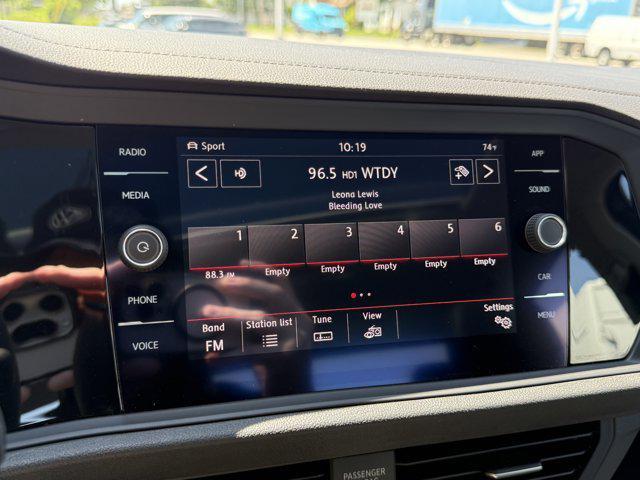 RADIO
MEDIA
PHONE
VOICE
Sport
10:19
74°F
96.5 HD1 WTDY
Leona Lewis
Bleeding Love
1 2 3 4 5 6
88.3 FM Empty Empty Empty Empty Empty
Band Station list Tune View Settings
FM
APP
SOUND
CAR
MENU
PASSENGER